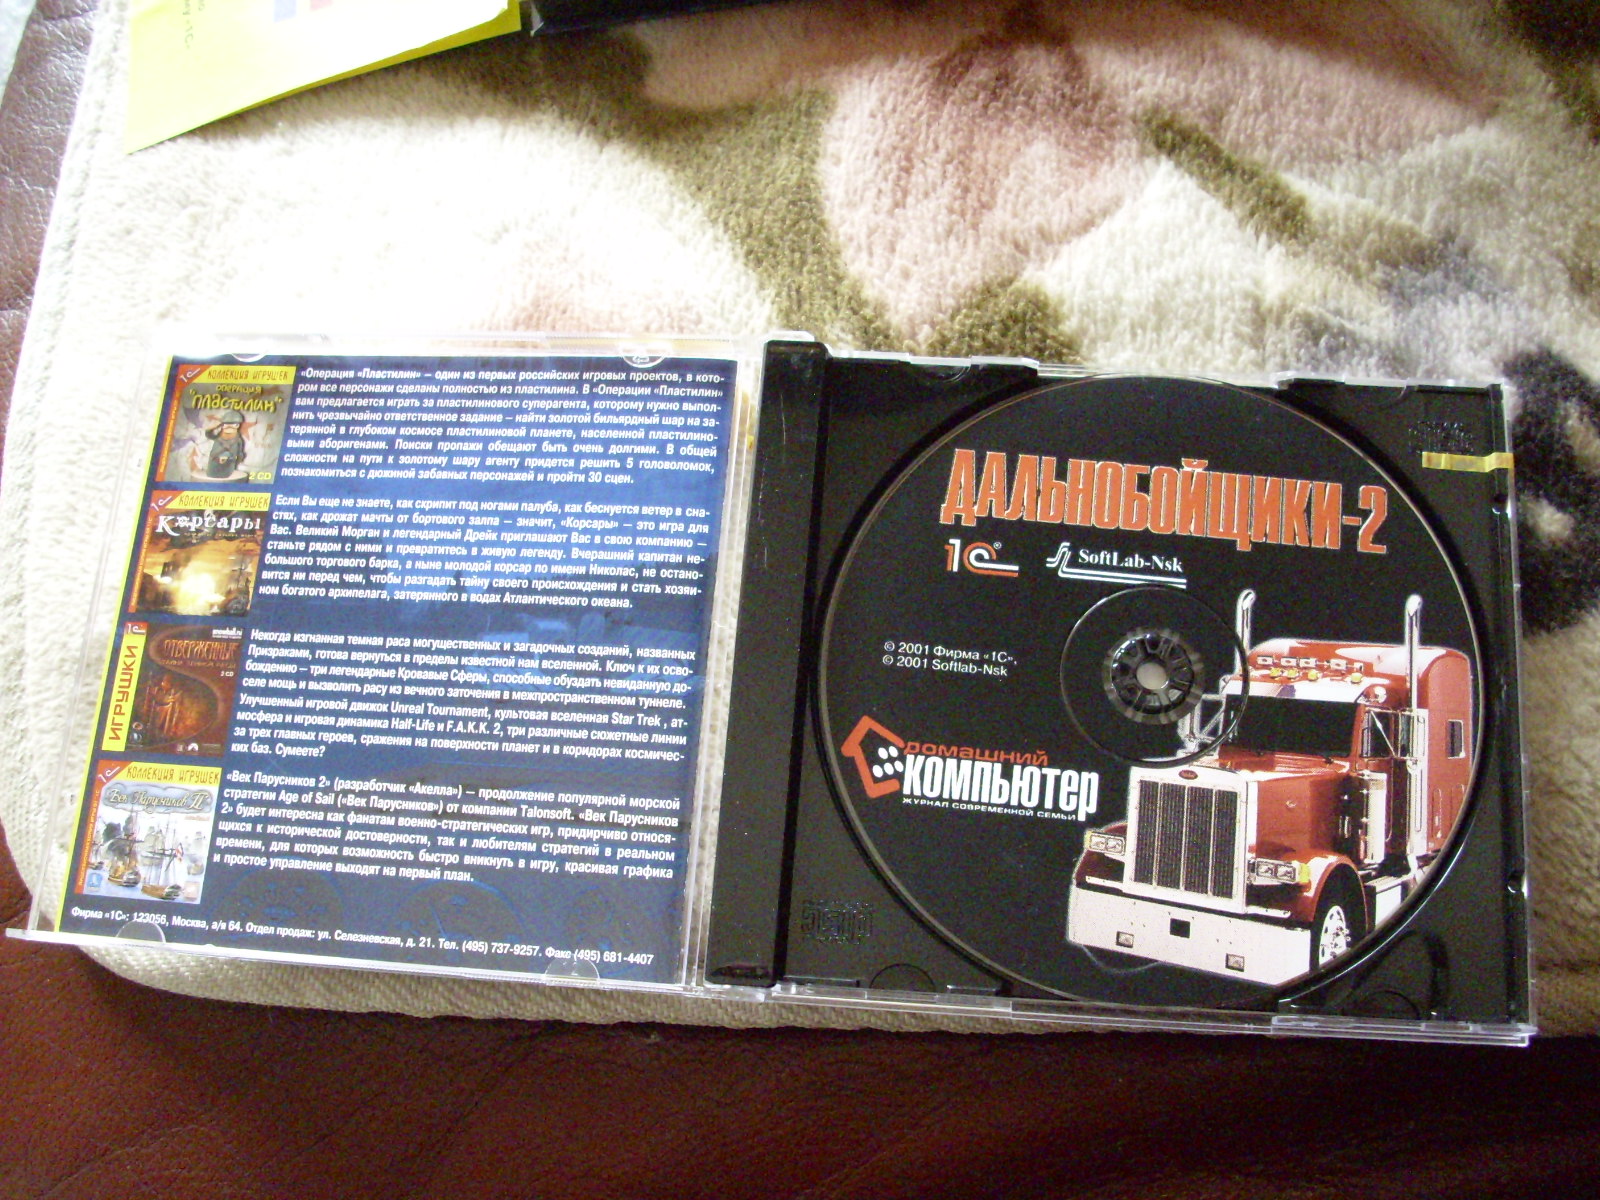 1С
КОЛЛЕКЦИЯ ИГРУШЕК
ОПЕРАЦИЯ
"ПЛАСТИЛИН"
2 CD
«Операция «Пластилин» – один из первых российских игровых проектов, в кото-
ром все персонажи сделаны полностью из пластилина. В «Операции «Пластилин»
вам предлагается играть за пластилинового суперагента, которому нужно выпол-
нить чрезвычайно ответственное задание – найти золотой бильярдный шар на за-
терянной в глубоком космосе пластилиновой планете, населенной пластилино-
выми аборигенами. Поиски пропажи обещают быть очень долгими. В общей
сложности на пути к золотому шару агенту придется решить 5 головоломок,
познакомиться с дюжиной забавных персонажей и пройти 30 сцен.
1С
КОЛЛЕКЦИЯ ИГРУШЕК
Корсары
Если Вы еще не знаете, как скрипит под ногами палуба, как беснуется ветер в сна-
стях, как дрожат мачты от бортового залпа – значит, «Корсары» – это игра для
Вас. Великий Морган и легендарный Дрейк приглашают Вас в свою компанию –
станьте рядом с ними и превратитесь в живую легенду. Вчерашний капитан не-
большого торгового барка, а ныне молодой корсар по имени Николас, не остано-
вится ни перед чем, чтобы разгадать тайну своего происхождения и стать хозяи-
ном богатого архипелага, затерянного в водах Атлантического океана.
1С
ИГРУШКИ
snowball.ru
ОТВЕРЖЕННЫЕ
2 CD
Некогда изгнанная темная раса могущественных и загадочных созданий, названных
Призраками, готова вернуться в пределы известной нам вселенной. Ключ к их осво-
бождению – три легендарные Кровавые Сферы, способные обуздать невиданную до-
селе мощь и вызволить расу из вечного заточения в межпространственном туннеле.
Улучшенный игровой движок Unreal Tournament, культовая вселенная Star Trek , ат-
мосфера и игровая динамика Half-Life и F.A.K.K. 2, три различные сюжетные линии
за трех главных героев, сражения на поверхности планет и в коридорах космичес-
ких баз. Сумеете?
1С
КОЛЛЕКЦИЯ ИГРУШЕК
Век Парусников II
«Век Парусников 2» (разработчик «Акелла») – продолжение популярной морской
стратегии Age of Sail («Век Парусников») от компании Talonsoft. «Век Парусников
2» будет интересна как фанатам военно-стратегических игр, придирчиво относя-
щихся к исторической достоверности, так и любителям стратегий в реальном
времени, для которых возможность быстро вникнуть в игру, красивая графика
и простое управление выходят на первый план.
Фирма «1С»: 123056, Москва, а/я 64. Отдел продаж: ул. Селезневская, д. 21. Тел. (495) 737-9257. Факс (495) 681-4407
ДАЛЬНОБОЙЩИКИ-2
1С®
SoftLab-Nsk
© 2001 Фирма «1С»,
© 2001 Softlab-Nsk
ДОМАШНИЙ
КОМПЬЮТЕР
ЖУРНАЛ СОВРЕМЕННОЙ СЕМЬИ